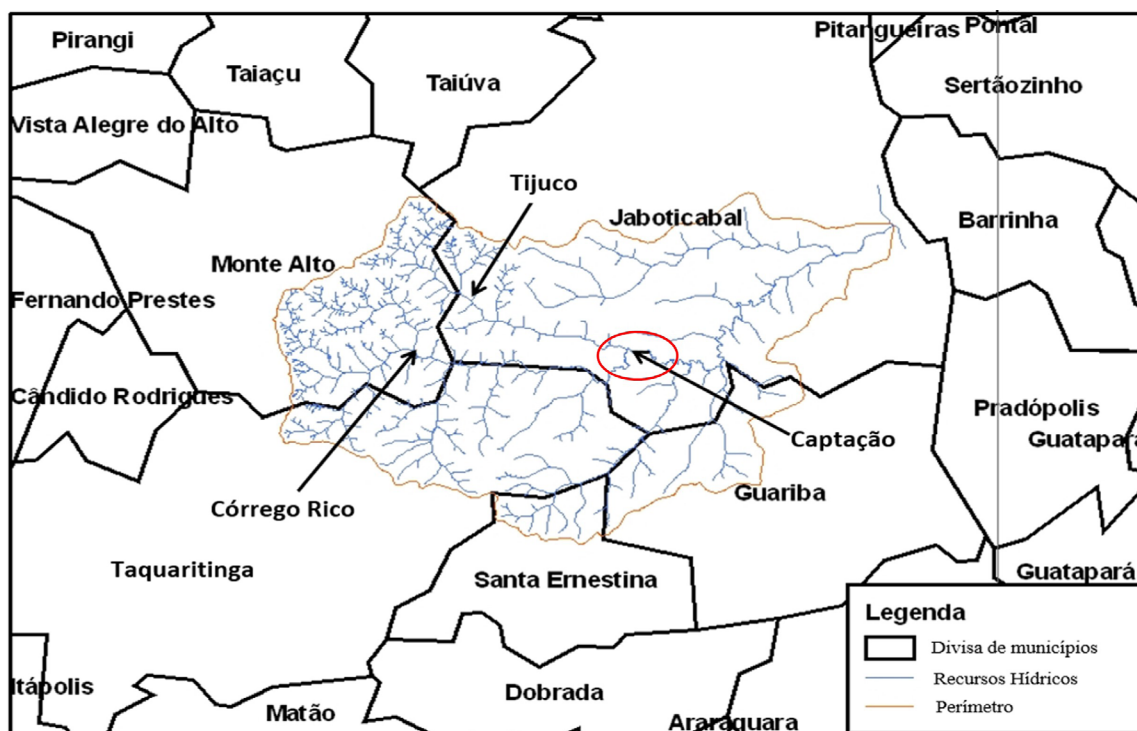 Pirangi
Taiaçu
Taiúva
Pitangueiras
Pontal
Sertãozinho
Vista Alegre do Alto
Tijuco
Jaboticabal
Barrinha
Monte Alto
Fernando Prestes
Cândido Rodrigues
Captação
Pradópolis
Guatapará
Córrego Rico
Guariba
Taquaritinga
Santa Ernestina
Guatapará
Itápolis
Matão
Dobrada
Araraquara
Legenda
Divisa de municípios
Recursos Hídricos
Perímetro